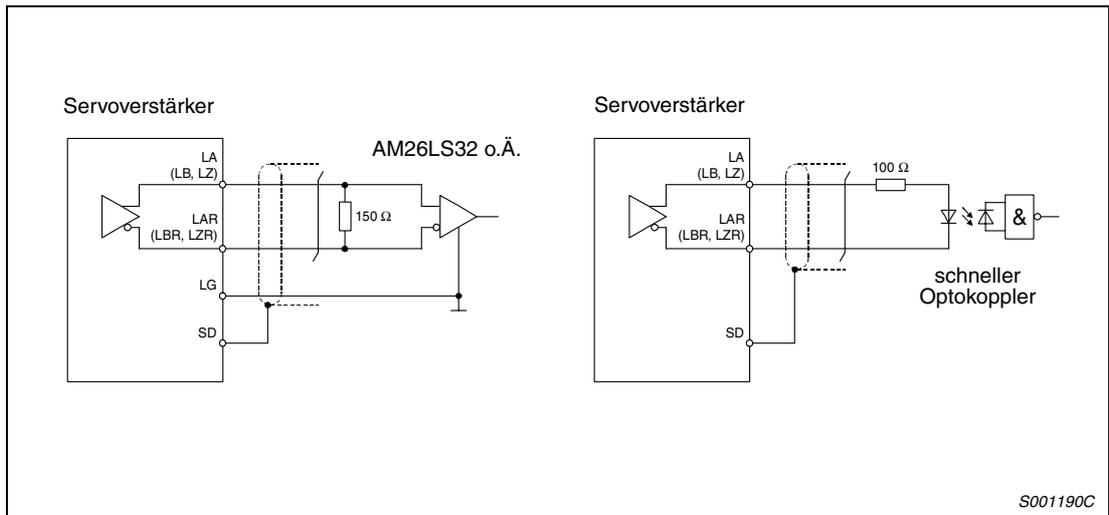 Servoverstärker
LA
(LB, LZ)
LAR
(LBR, LZR)
LG
SD
AM26LS32 o.Ä.
150 Ω
Servoverstärker
LA
(LB, LZ)
LAR
(LBR, LZR)
SD
100 Ω
&
schneller
Optokoppler
S001190C